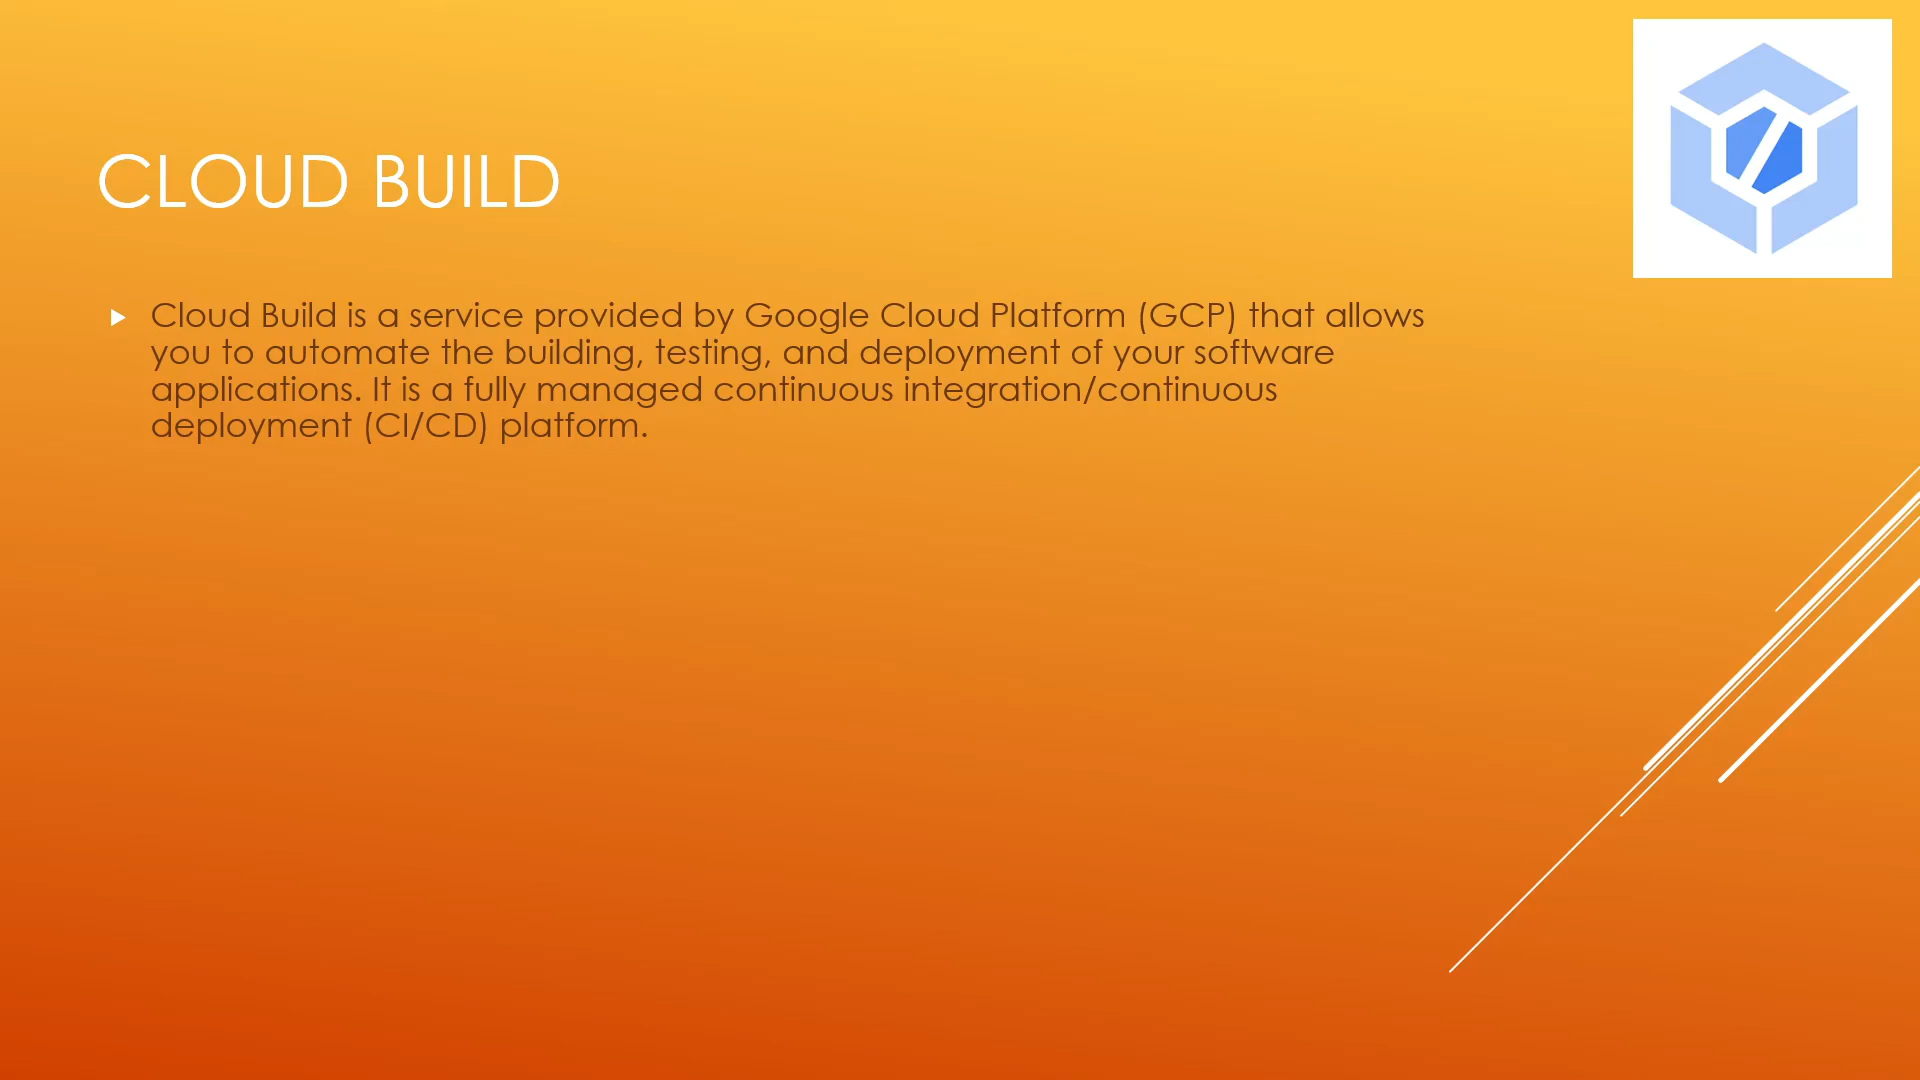 CLOUD BUILD
Cloud Build is a service provided by Google Cloud Platform (GCP) that allows
you to automate the building, testing, and deployment of your software
applications. It is a fully managed continuous integration/continuous
deployment (CI/CD) platform.